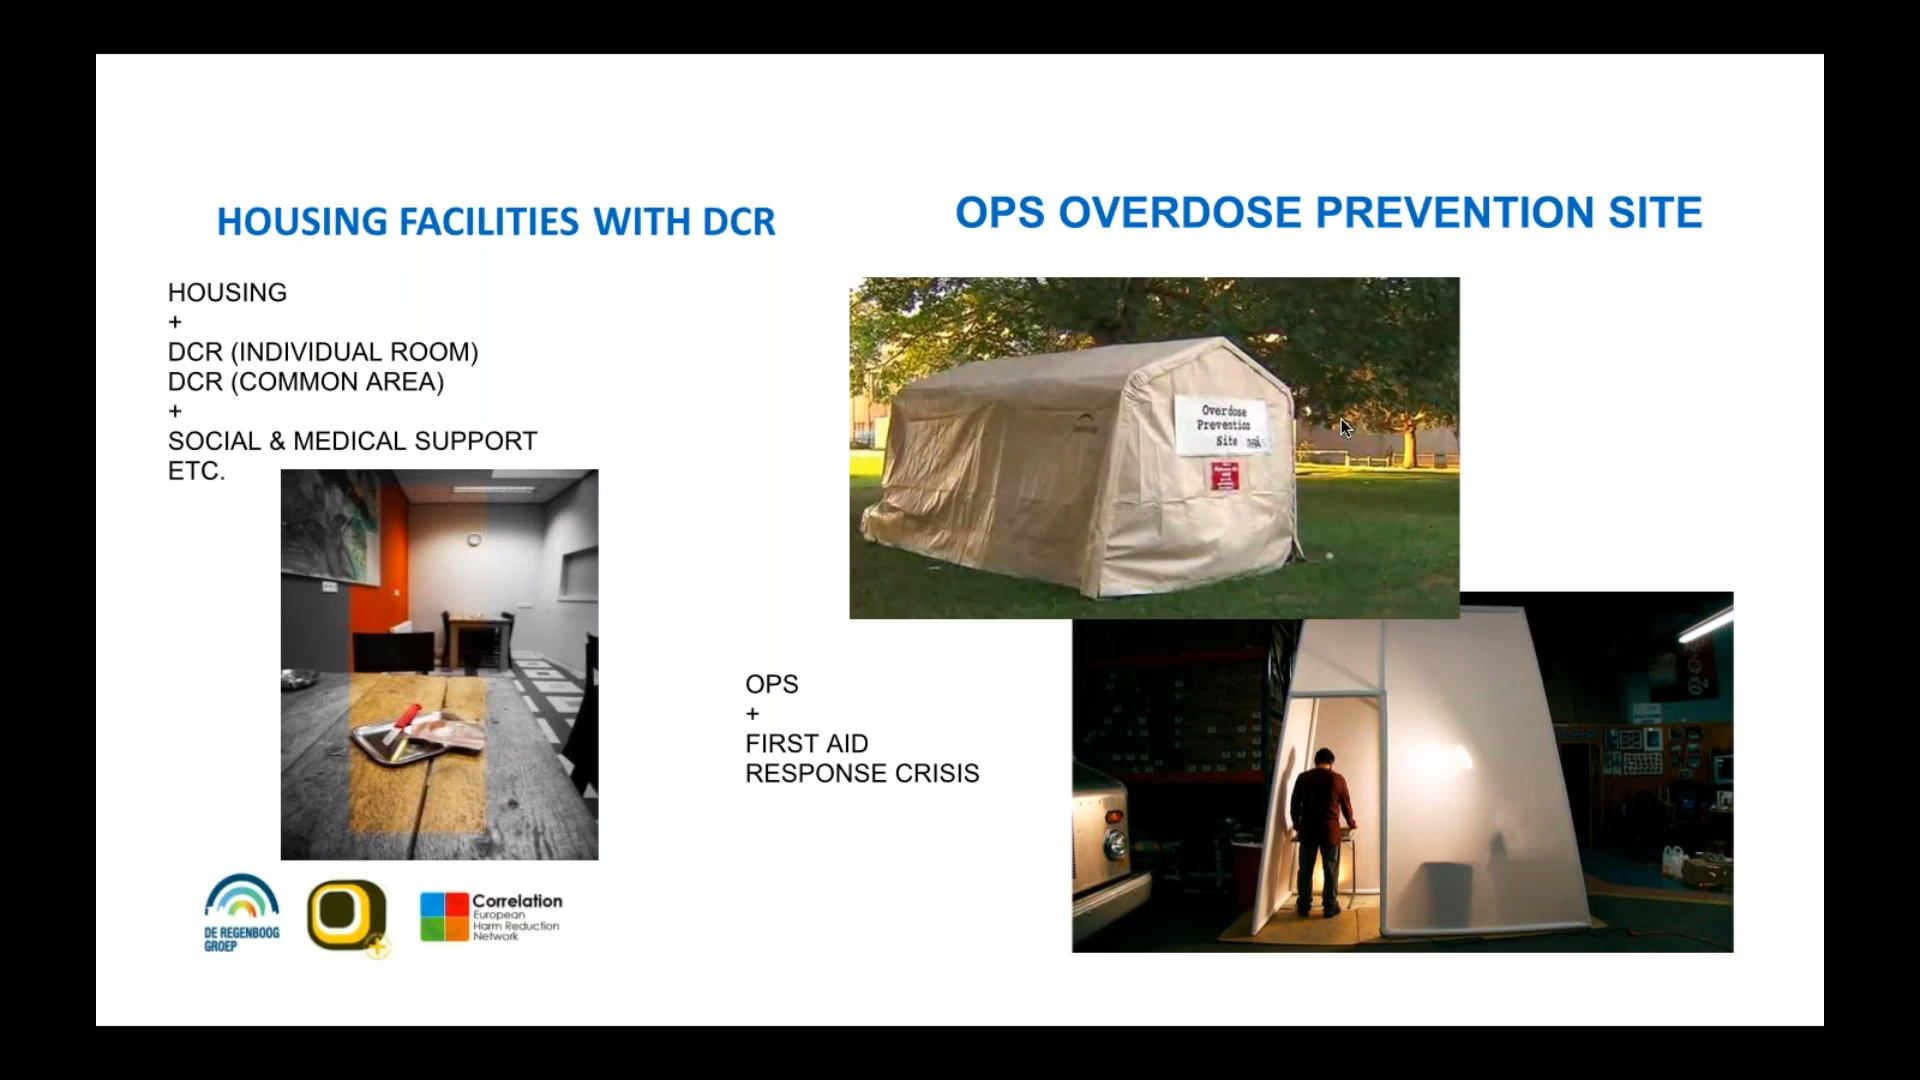 HOUSING FACILITIES WITH DCR
HOUSING
+
DCR (INDIVIDUAL ROOM)
DCR (COMMON AREA)
+
SOCIAL & MEDICAL SUPPORT
ETC.
OPS OVERDOSE PREVENTION SITE
Overdose
Prevention
Site
OPS
+
FIRST AID
RESPONSE CRISIS
DE REGENBOOG
GROEP
Correlation
European
Harm Reduction
Network